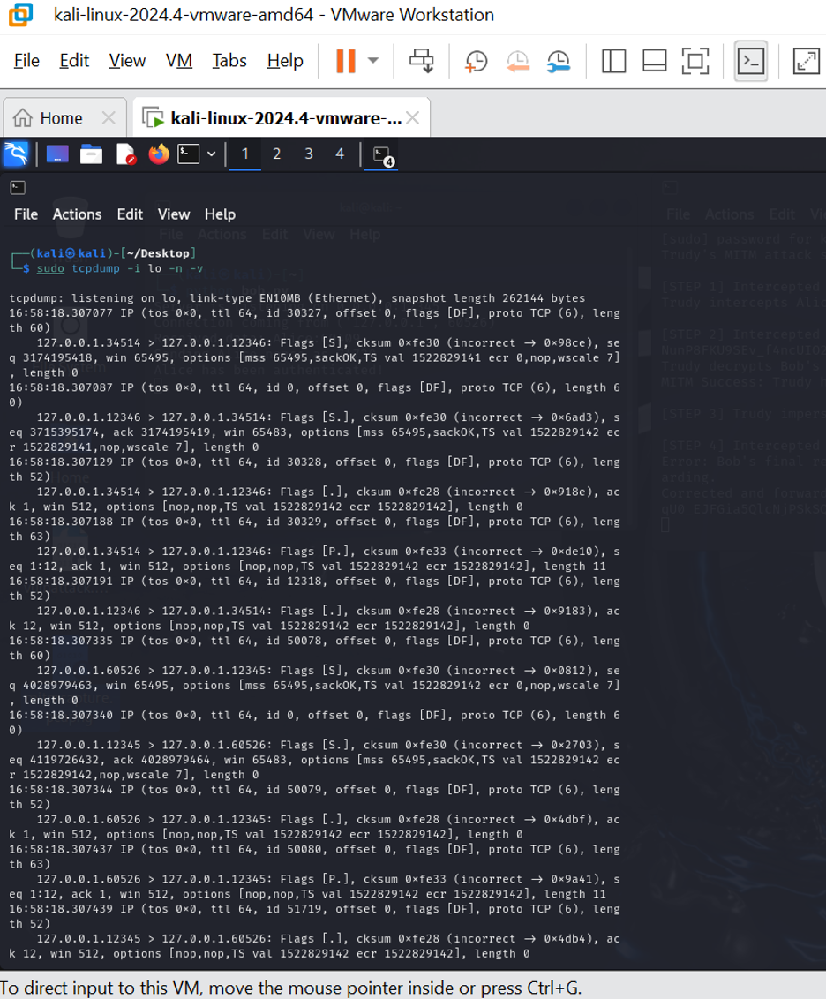 kali-linux-2024.4-vmware-amd64 - VMware Workstation
File Edit View VM Tabs Help
Home kali-linux-2024.4-vmware-...
1 2 3 4 4
File Actions Edit View Help
kali@kali: ~
File Actions Edit View Help
File Actions Edit
[sudo] password for k
Trudy's MITM attack s
[STEP 1] Intercepted
Trudy intercepts Alic
[STEP 2] Intercepted
Trudy decrypts Bob's
MITM Success: Trudy h
[STEP 3] Trudy impers
[STEP 4] Intercepted
Error: Bob's final re
arding.
Corrected and forward
bob.py
Connection coming from ('127.0.0.1', 60526)
Alice has been authenticated!
Home
┌──(kali㉿kali)-[~/Desktop]
└─$ sudo tcpdump -i lo -n -v
tcpdump: listening on lo, link-type EN10MB (Ethernet), snapshot length 262144 bytes
16:58:18.307077 IP (tos 0×0, ttl 64, id 30327, offset 0, flags [DF], proto TCP (6), leng
th 60)
127.0.0.1.34514 > 127.0.0.1.12346: Flags [S], cksum 0×fe30 (incorrect → 0×98ce), se
q 3174195418, win 65495, options [mss 65495,sackOK,TS val 1522829141 ecr 0,nop,wscale 7]
, length 0
16:58:18.307087 IP (tos 0×0, ttl 64, id 0, offset 0, flags [DF], proto TCP (6), length 6
0)
127.0.0.1.12346 > 127.0.0.1.34514: Flags [S.], cksum 0×fe30 (incorrect → 0×6ad3), s
eq 3715395174, ack 3174195419, win 65483, options [mss 65495,sackOK,TS val 1522829142 ec
r 1522829141,nop,wscale 7], length 0
16:58:18.307129 IP (tos 0×0, ttl 64, id 30328, offset 0, flags [DF], proto TCP (6), leng
th 52)
127.0.0.1.34514 > 127.0.0.1.12346: Flags [.], cksum 0×fe28 (incorrect → 0×918e), ac
k 1, win 512, options [nop,nop,TS val 1522829142 ecr 1522829142], length 0
16:58:18.307188 IP (tos 0×0, ttl 64, id 30329, offset 0, flags [DF], proto TCP (6), leng
th 63)
127.0.0.1.34514 > 127.0.0.1.12346: Flags [P.], cksum 0×fe33 (incorrect → 0×de10), s
eq 1:12, ack 1, win 512, options [nop,nop,TS val 1522829142 ecr 1522829142], length 11
16:58:18.307191 IP (tos 0×0, ttl 64, id 12318, offset 0, flags [DF], proto TCP (6), leng
th 52)
127.0.0.1.12346 > 127.0.0.1.34514: Flags [.], cksum 0×fe28 (incorrect → 0×9183), ac
k 12, win 512, options [nop,nop,TS val 1522829142 ecr 1522829142], length 0
16:58:18.307335 IP (tos 0×0, ttl 64, id 50078, offset 0, flags [DF], proto TCP (6), leng
th 60)
127.0.0.1.60526 > 127.0.0.1.12345: Flags [S], cksum 0×fe30 (incorrect → 0×0812), se
q 4028979463, win 65495, options [mss 65495,sackOK,TS val 1522829142 ecr 0,nop,wscale 7]
, length 0
16:58:18.307340 IP (tos 0×0, ttl 64, id 0, offset 0, flags [DF], proto TCP (6), length 6
0)
127.0.0.1.12345 > 127.0.0.1.60526: Flags [S.], cksum 0×fe30 (incorrect → 0×2703), s
eq 4119726432, ack 4028979464, win 65483, options [mss 65495,sackOK,TS val 1522829142 ec
r 1522829142,nop,wscale 7], length 0
16:58:18.307344 IP (tos 0×0, ttl 64, id 50079, offset 0, flags [DF], proto TCP (6), leng
th 52)
127.0.0.1.60526 > 127.0.0.1.12345: Flags [.], cksum 0×fe28 (incorrect → 0×4dbf), ac
k 1, win 512, options [nop,nop,TS val 1522829142 ecr 1522829142], length 0
16:58:18.307437 IP (tos 0×0, ttl 64, id 50080, offset 0, flags [DF], proto TCP (6), leng
th 63)
127.0.0.1.60526 > 127.0.0.1.12345: Flags [P.], cksum 0×fe33 (incorrect → 0×9a41), s
eq 1:12, ack 1, win 512, options [nop,nop,TS val 1522829142 ecr 1522829142], length 11
16:58:18.307439 IP (tos 0×0, ttl 64, id 51719, offset 0, flags [DF], proto TCP (6), leng
th 52)
127.0.0.1.12345 > 127.0.0.1.60526: Flags [.], cksum 0×fe28 (incorrect → 0×4db4), ac
k 12, win 512, options [nop,nop,TS val 1522829142 ecr 1522829142], length 0
To direct input to this VM, move the mouse pointer inside or press Ctrl+G.